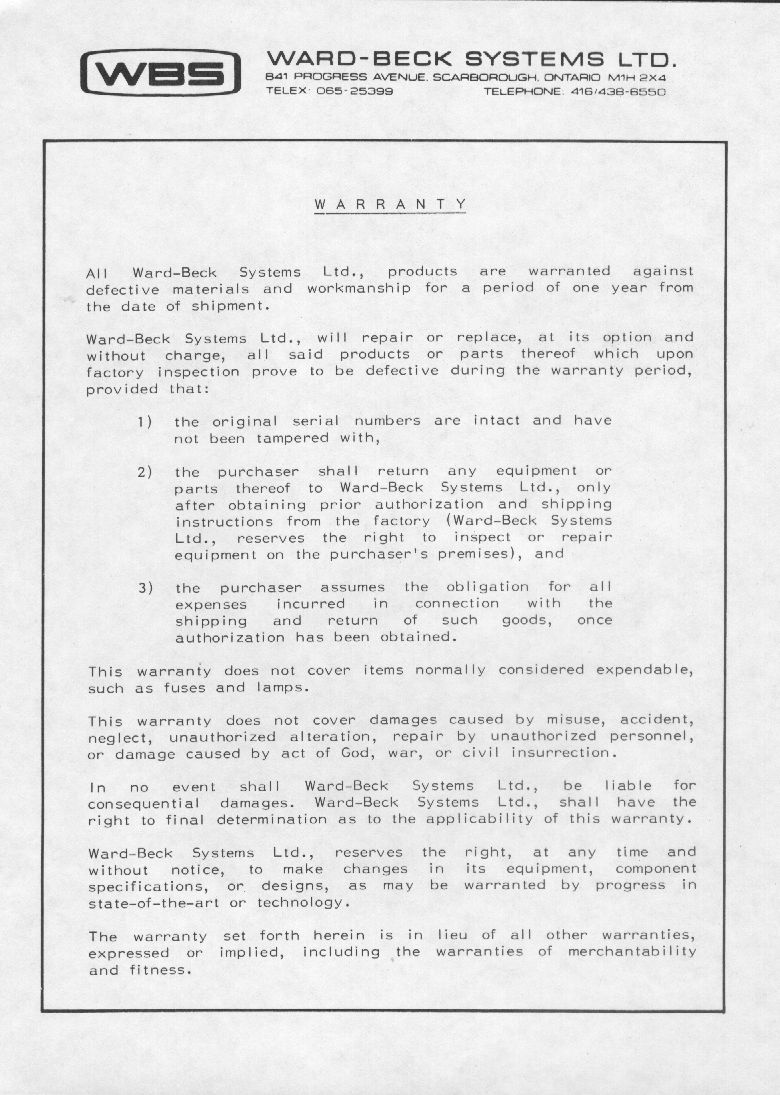 WBS
WARD-BECK SYSTEMS LTD.
841 PROGRESS AVENUE, SCARBOROUGH, ONTARIO M1H 2X4
TELEX: 065-25399 TELEPHONE: 416/438-6550
WARRANTY
All Ward-Beck Systems Ltd., products are warranted against
defective materials and workmanship for a period of one year from
the date of shipment.
Ward-Beck Systems Ltd., will repair or replace, at its option and
without charge, all said products or parts thereof which upon
factory inspection prove to be defective during the warranty period,
provided that:
1) the original serial numbers are intact and have
not been tampered with,
2) the purchaser shall return any equipment or
parts thereof to Ward-Beck Systems Ltd., only
after obtaining prior authorization and shipping
instructions from the factory (Ward-Beck Systems
Ltd., reserves the right to inspect or repair
equipment on the purchaser's premises), and
3) the purchaser assumes the obligation for all
expenses incurred in connection with the
shipping and return of such goods, once
authorization has been obtained.
This warranty does not cover items normally considered expendable,
such as fuses and lamps.
This warranty does not cover damages caused by misuse, accident,
neglect, unauthorized alteration, repair by unauthorized personnel,
or damage caused by act of God, war, or civil insurrection.
In no event shall Ward-Beck Systems Ltd., be liable for
consequential damages. Ward-Beck Systems Ltd., shall have the
right to final determination as to the applicability of this warranty.
Ward-Beck Systems Ltd., reserves the right, at any time and
without notice, to make changes in its equipment, component
specifications, or designs, as may be warranted by progress in
state-of-the-art or technology.
The warranty set forth herein is in lieu of all other warranties,
expressed or implied, including the warranties of merchantability
and fitness.